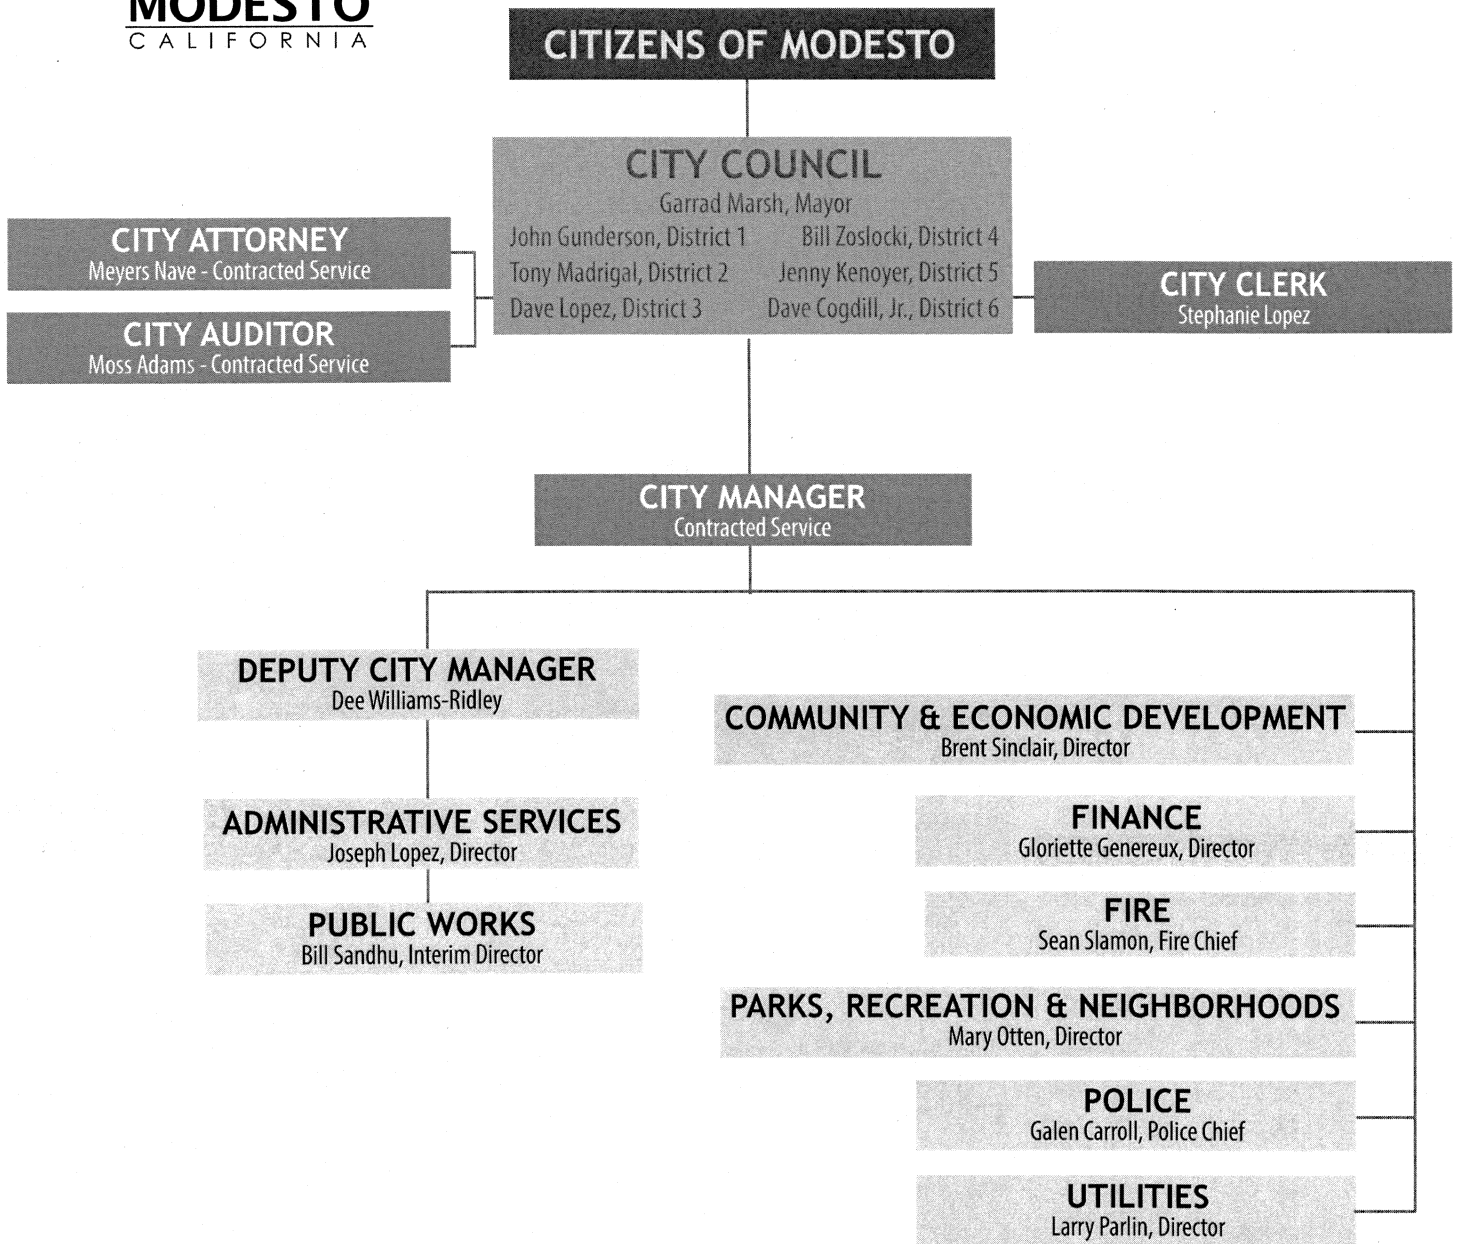 MODESTO
CALIFORNIA
CITIZENS OF MODESTO
CITY COUNCIL
Garrad Marsh, Mayor
John Gunderson, District 1
Bill Zoslocki, District 4
Tony Madrigal, District 2
Jenny Kenoyer, District 5
Dave Lopez, District 3
Dave Cogdill, Jr., District 6
CITY ATTORNEY
Meyers Nave - Contracted Service
CITY AUDITOR
Moss Adams - Contracted Service
CITY CLERK
Stephanie Lopez
CITY MANAGER
Contracted Service
DEPUTY CITY MANAGER
Dee Williams-Ridley
ADMINISTRATIVE SERVICES
Joseph Lopez, Director
PUBLIC WORKS
Bill Sandhu, Interim Director
COMMUNITY & ECONOMIC DEVELOPMENT
Brent Sinclair, Director
FINANCE
Gloriette Genereux, Director
FIRE
Sean Slamon, Fire Chief
PARKS, RECREATION & NEIGHBORHOODS
Mary Otten, Director
POLICE
Galen Carroll, Police Chief
UTILITIES
Larry Parlin, Director